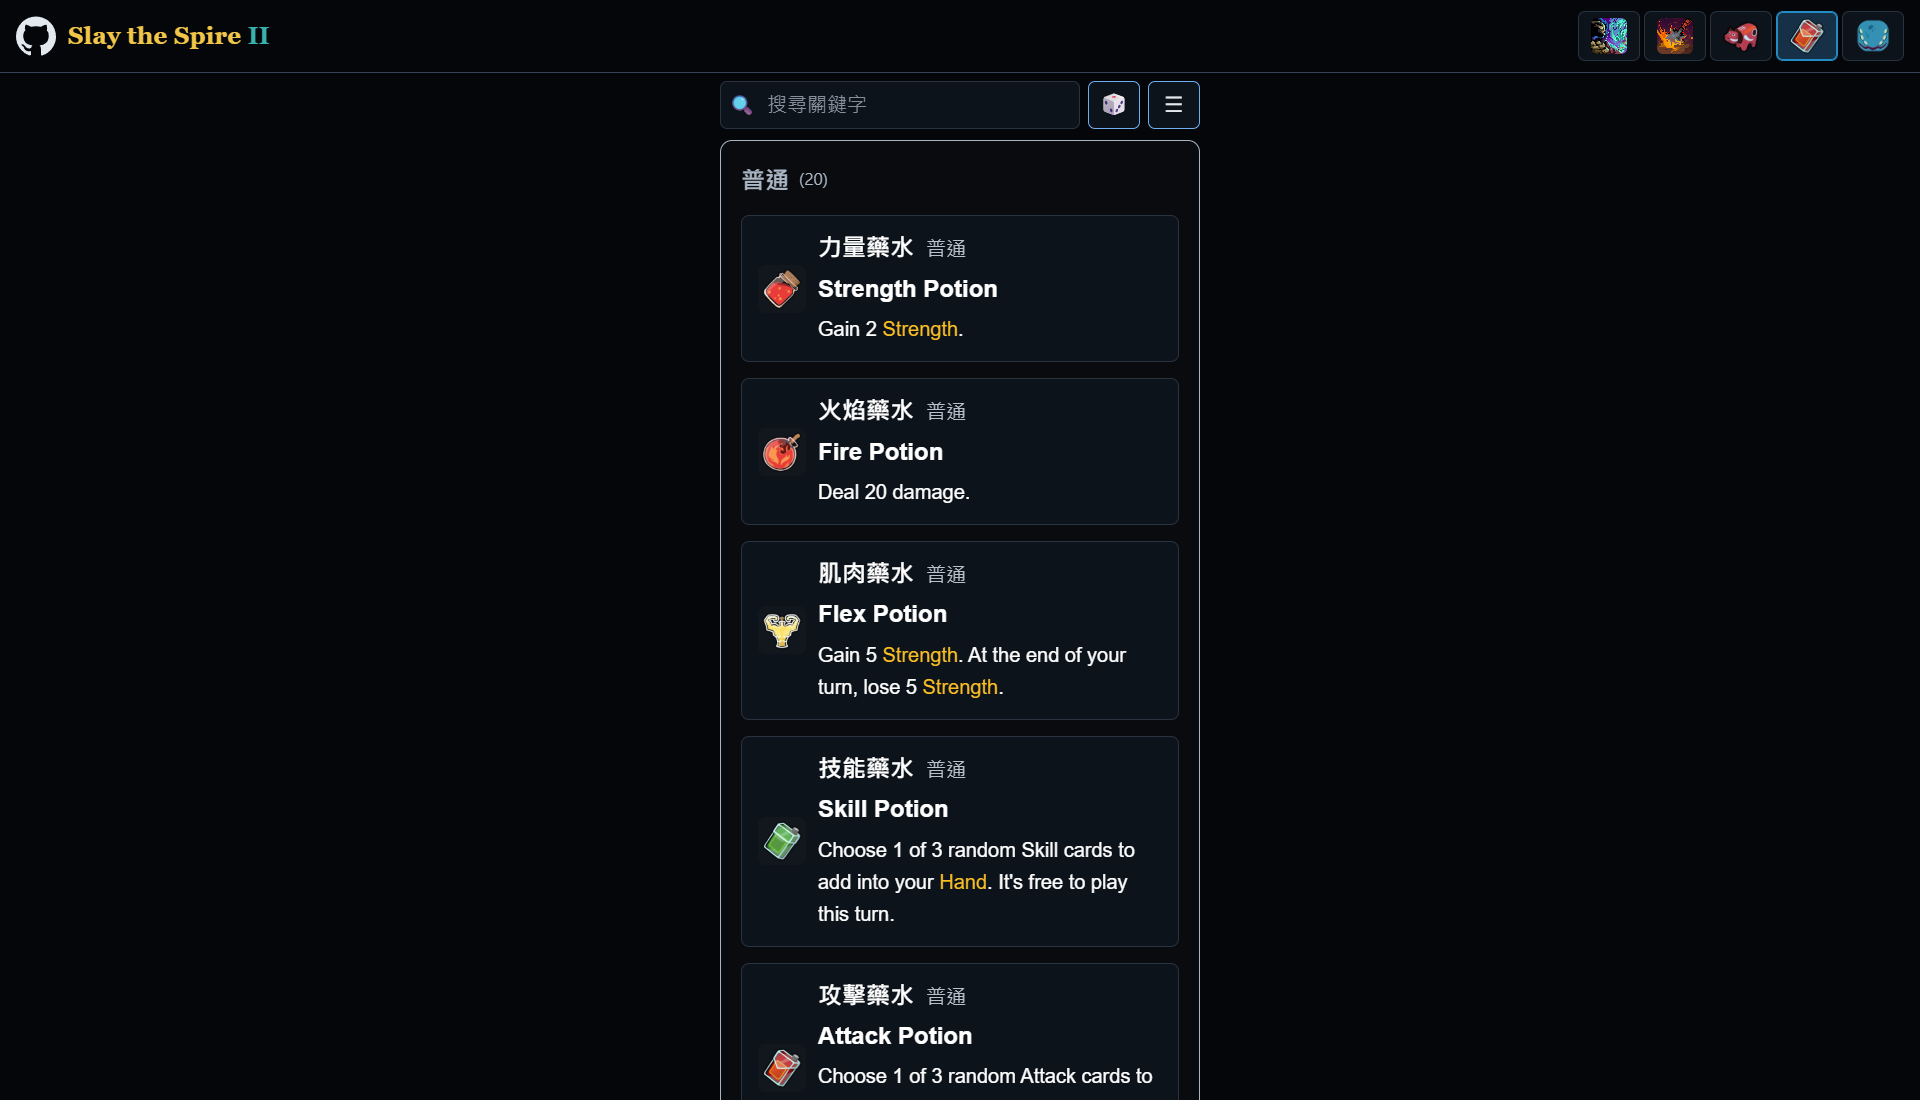 Slay the Spire II
搜尋關鍵字
普通 (20)
力量藥水 普通
Strength Potion
Gain 2 Strength.
火焰藥水 普通
Fire Potion
Deal 20 damage.
肌肉藥水 普通
Flex Potion
Gain 5 Strength. At the end of your
turn, lose 5 Strength.
技能藥水 普通
Skill Potion
Choose 1 of 3 random Skill cards to
add into your Hand. It's free to play
this turn.
攻擊藥水 普通
Attack Potion
Choose 1 of 3 random Attack cards to